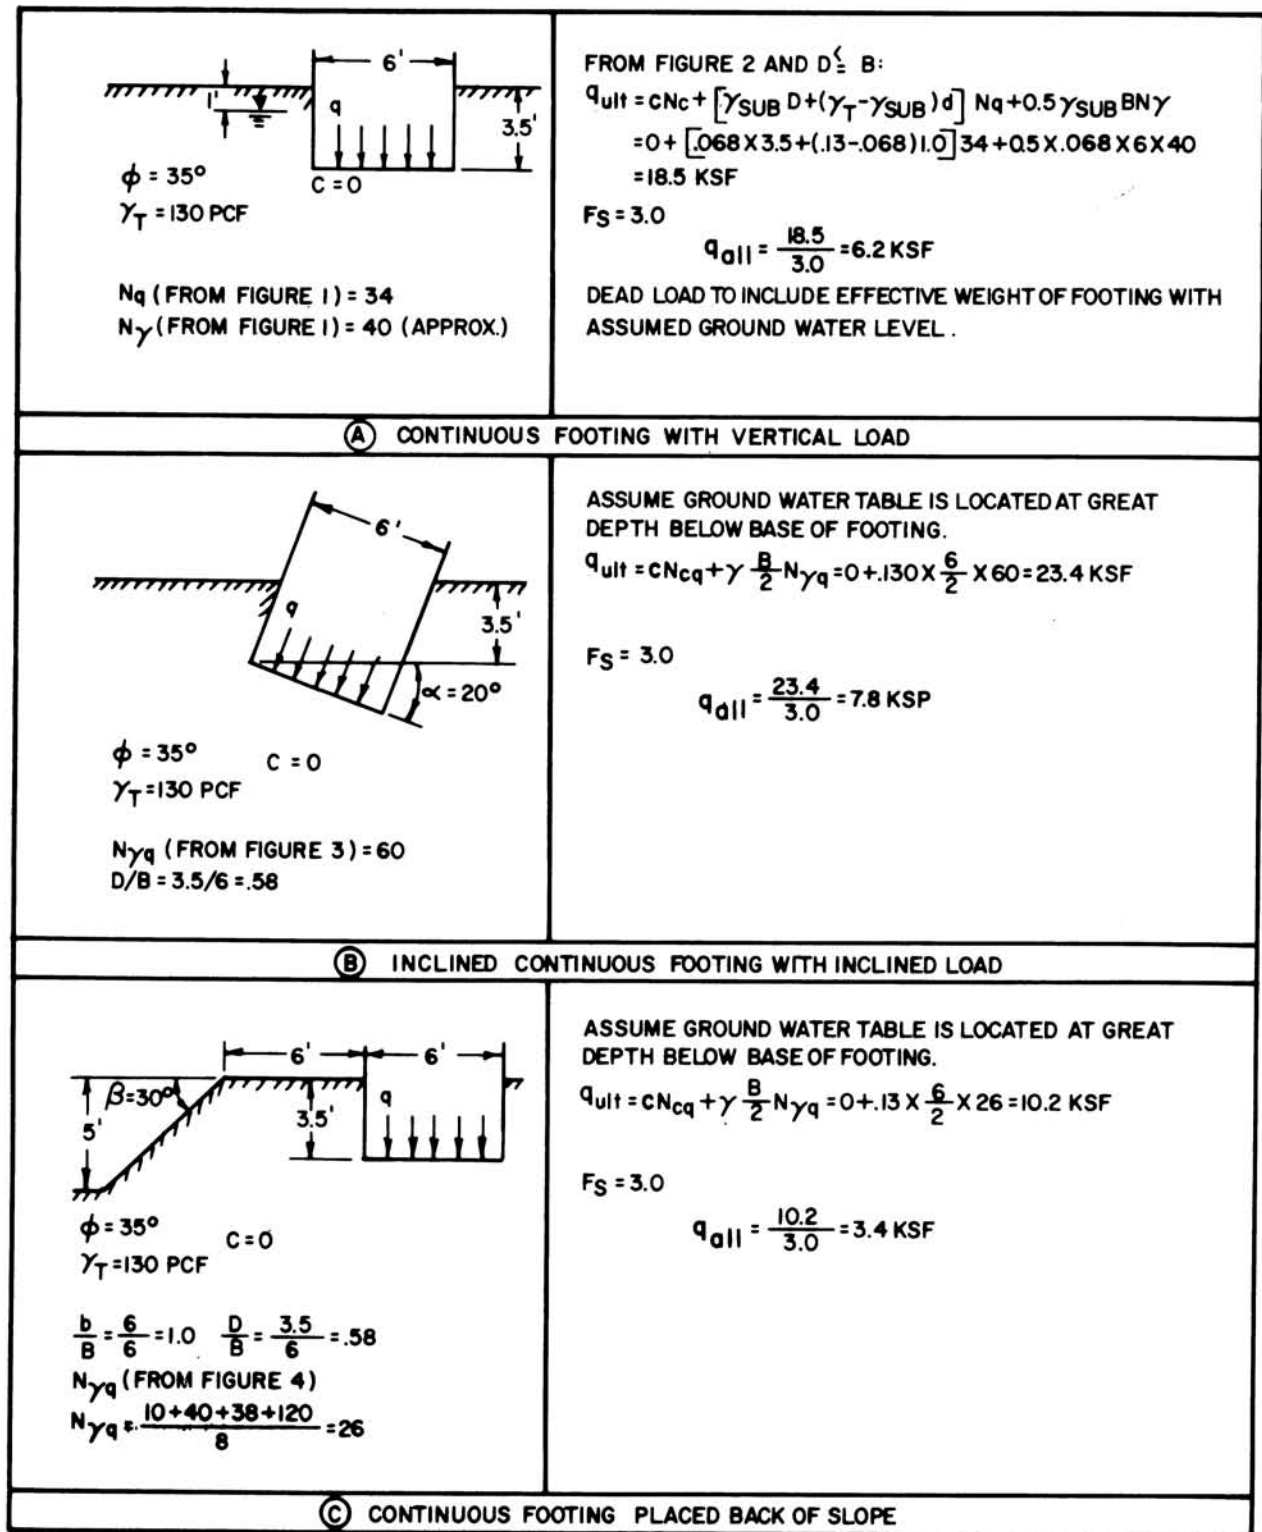 6'
1'
q
3.5'
C=0
ϕ = 35°
γT = 130 PCF
Nq (FROM FIGURE 1) = 34
Nγ (FROM FIGURE 1) = 40 (APPROX.)
FROM FIGURE 2 AND D ≤ B:
qult = CNc + [γSUB D + (γT - γSUB)d] Nq + 0.5 γSUB BNγ
= 0 + [.068 X 3.5 + (.13-.068) 1.0] 34 + 0.5 X .068 X 6 X 40
= 18.5 KSF
FS = 3.0
qall = 18.5/3.0 = 6.2 KSF
DEAD LOAD TO INCLUDE EFFECTIVE WEIGHT OF FOOTING WITH
ASSUMED GROUND WATER LEVEL.
(A) CONTINUOUS FOOTING WITH VERTICAL LOAD
6'
q
3.5'
α = 20°
ϕ = 35° C = 0
γT = 130 PCF
Nγq (FROM FIGURE 3) = 60
D/B = 3.5/6 = .58
ASSUME GROUND WATER TABLE IS LOCATED AT GREAT
DEPTH BELOW BASE OF FOOTING.
qult = CNcq + γ B/2 Nγq = 0 + .130 X 6/2 X 60 = 23.4 KSF
FS = 3.0
qall = 23.4/3.0 = 7.8 KSP
(B) INCLINED CONTINUOUS FOOTING WITH INCLINED LOAD
6' 6'
β = 30°
q
5'
3.5'
ϕ = 35° C = 0
γT = 130 PCF
b/B = 6/6 = 1.0 D/B = 3.5/6 = .58
Nγq (FROM FIGURE 4)
Nγq = 10+40+38+120/8 = 26
ASSUME GROUND WATER TABLE IS LOCATED AT GREAT
DEPTH BELOW BASE OF FOOTING.
qult = CNcq + γ B/2 Nγq = 0 + .13 X 6/2 X 26 = 10.2 KSF
FS = 3.0
qall = 10.2/3.0 = 3.4 KSF
(C) CONTINUOUS FOOTING PLACED BACK OF SLOPE